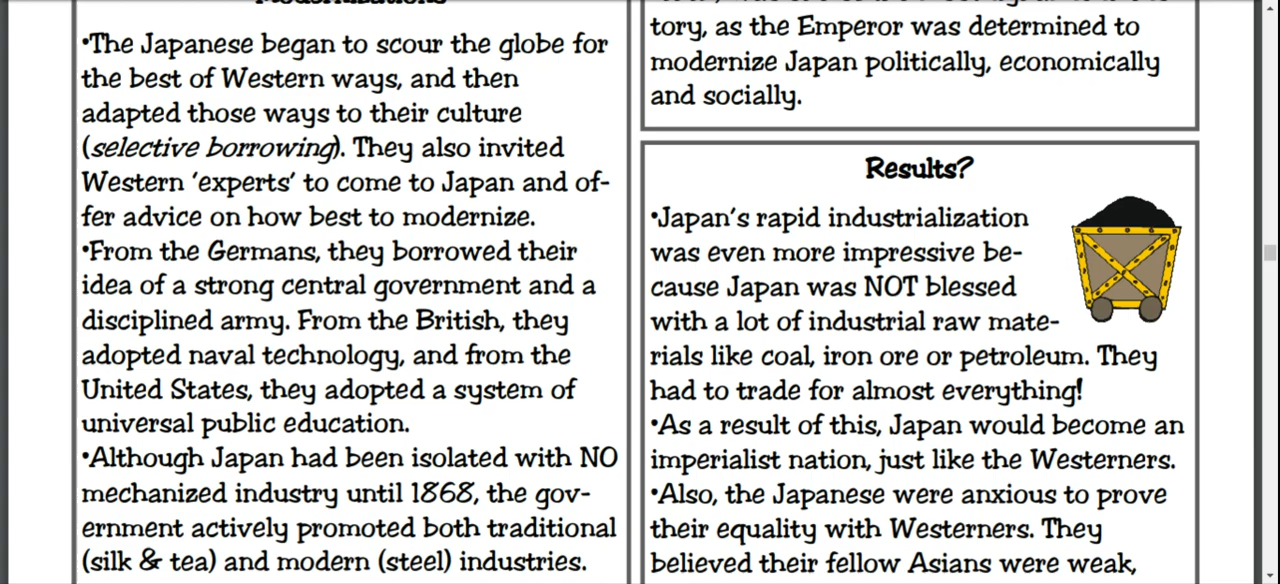 Modernizations
•The Japanese began to scour the globe for
the best of Western ways, and then
adapted those ways to their culture
(selective borrowing). They also invited
Western ‘experts’ to come to Japan and of-
fer advice on how best to modernize.
•From the Germans, they borrowed their
idea of a strong central government and a
disciplined army. From the British, they
adopted naval technology, and from the
United States, they adopted a system of
universal public education.
•Although Japan had been isolated with NO
mechanized industry until 1868, the gov-
ernment actively promoted both traditional
(silk & tea) and modern (steel) industries.
tory, as the Emperor was determined to
modernize Japan politically, economically
and socially.
Results?
•Japan’s rapid industrialization
was even more impressive be-
cause Japan was NOT blessed
with a lot of industrial raw mate-
rials like coal, iron ore or petroleum. They
had to trade for almost everything!
•As a result of this, Japan would become an
imperialist nation, just like the Westerners.
•Also, the Japanese were anxious to prove
their equality with Westerners. They
believed their fellow Asians were weak,